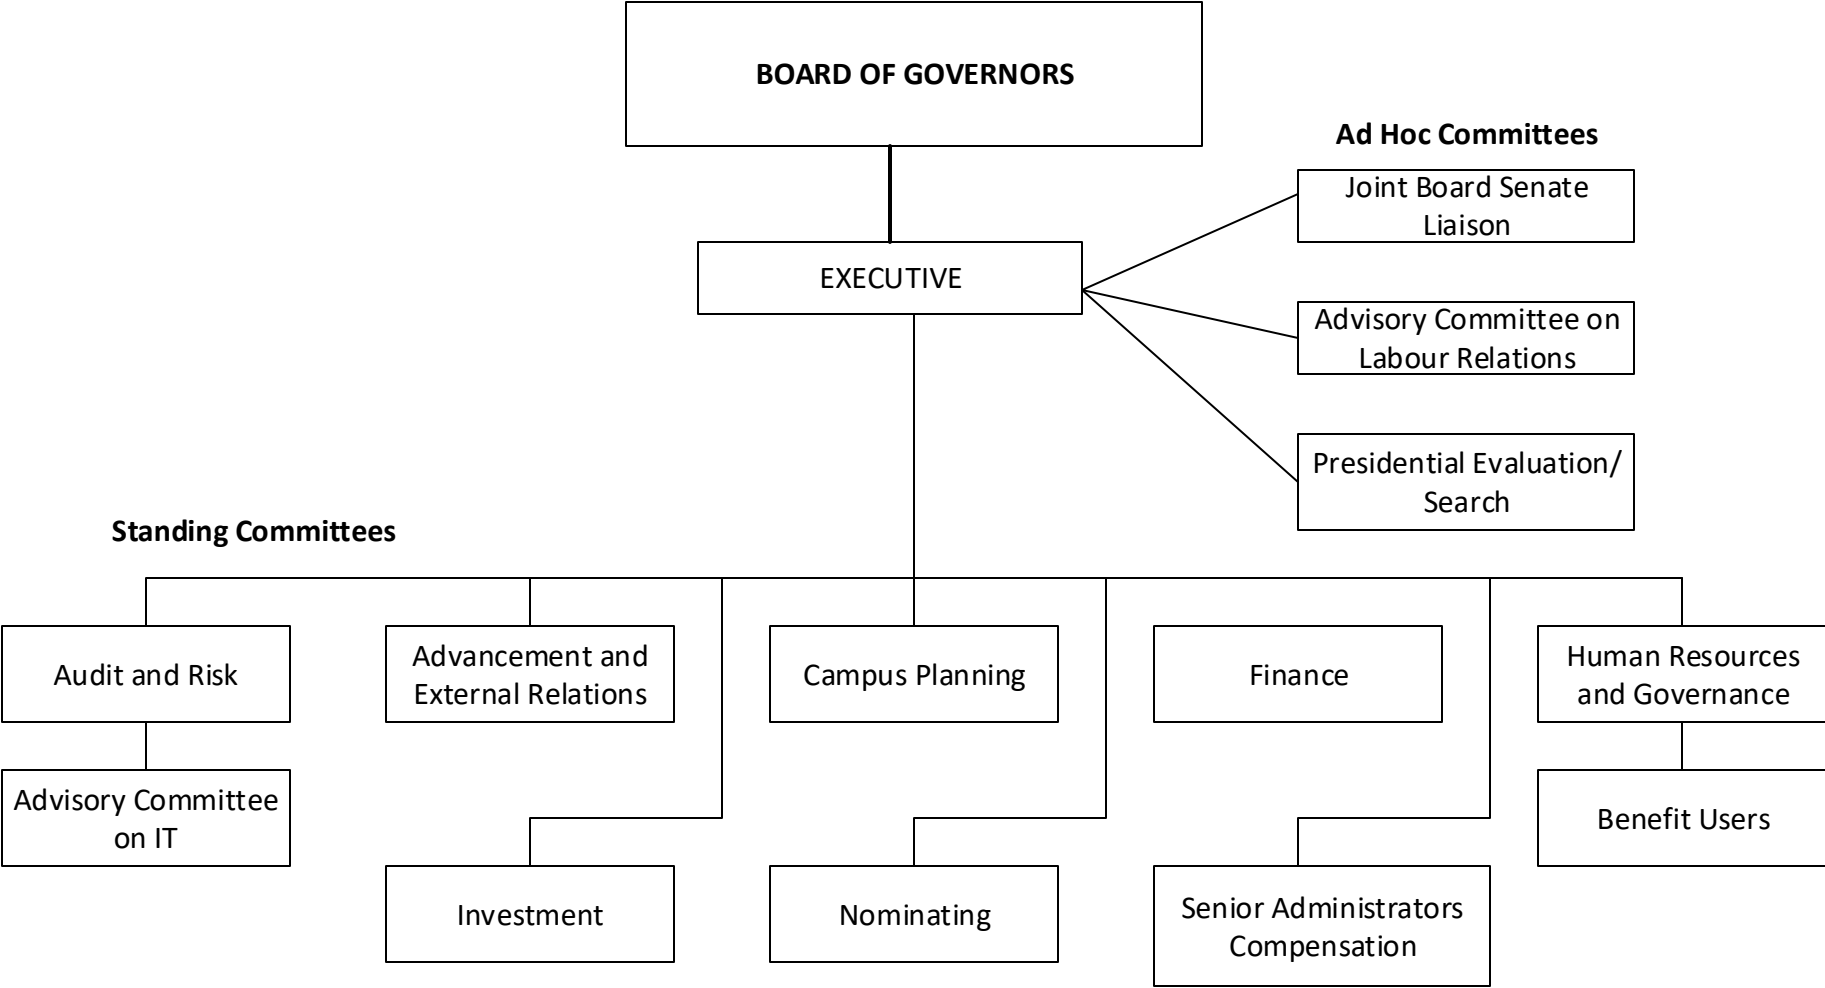 BOARD OF GOVERNORS
Ad Hoc Committees
Joint Board Senate
Liaison
EXECUTIVE
Advisory Committee on
Labour Relations
Presidential Evaluation/
Search
Standing Committees
Audit and Risk
Advancement and
External Relations
Campus Planning
Finance
Human Resources
and Governance
Advisory Committee
on IT
Benefit Users
Investment
Nominating
Senior Administrators
Compensation